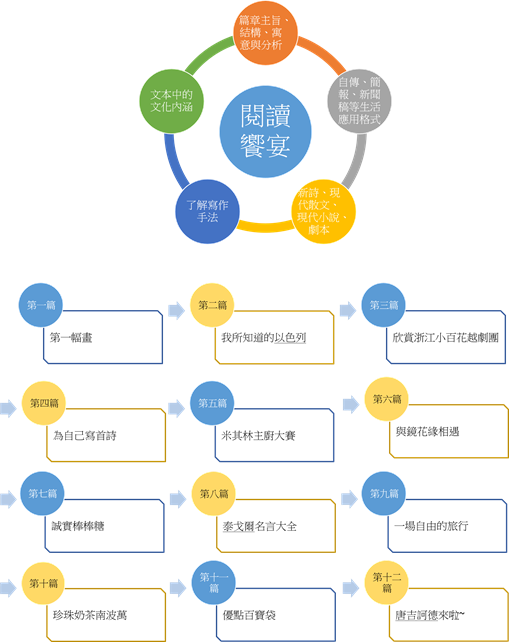 篇章主旨、
結構、寓
意與分析
自傳、簡
報、新聞
稿等生活
應用格式
新詩、現
代散文、
現代小說、
劇本
了解寫作
手法
文本中的
文化內涵
閱讀
饗宴
第一篇
第一幅畫
第二篇
我所知道的以色列
第三篇
欣賞浙江小百花越劇團
第四篇
為自己寫首詩
第五篇
米其林主廚大賽
第六篇
與鏡花緣相遇
第七篇
誠實棒棒糖
第八篇
泰戈爾名言大全
第九篇
一場自由的旅行
第十篇
珍珠奶茶南波萬
第十一
篇
優點百寶袋
第十二
篇
唐吉訶德來啦~